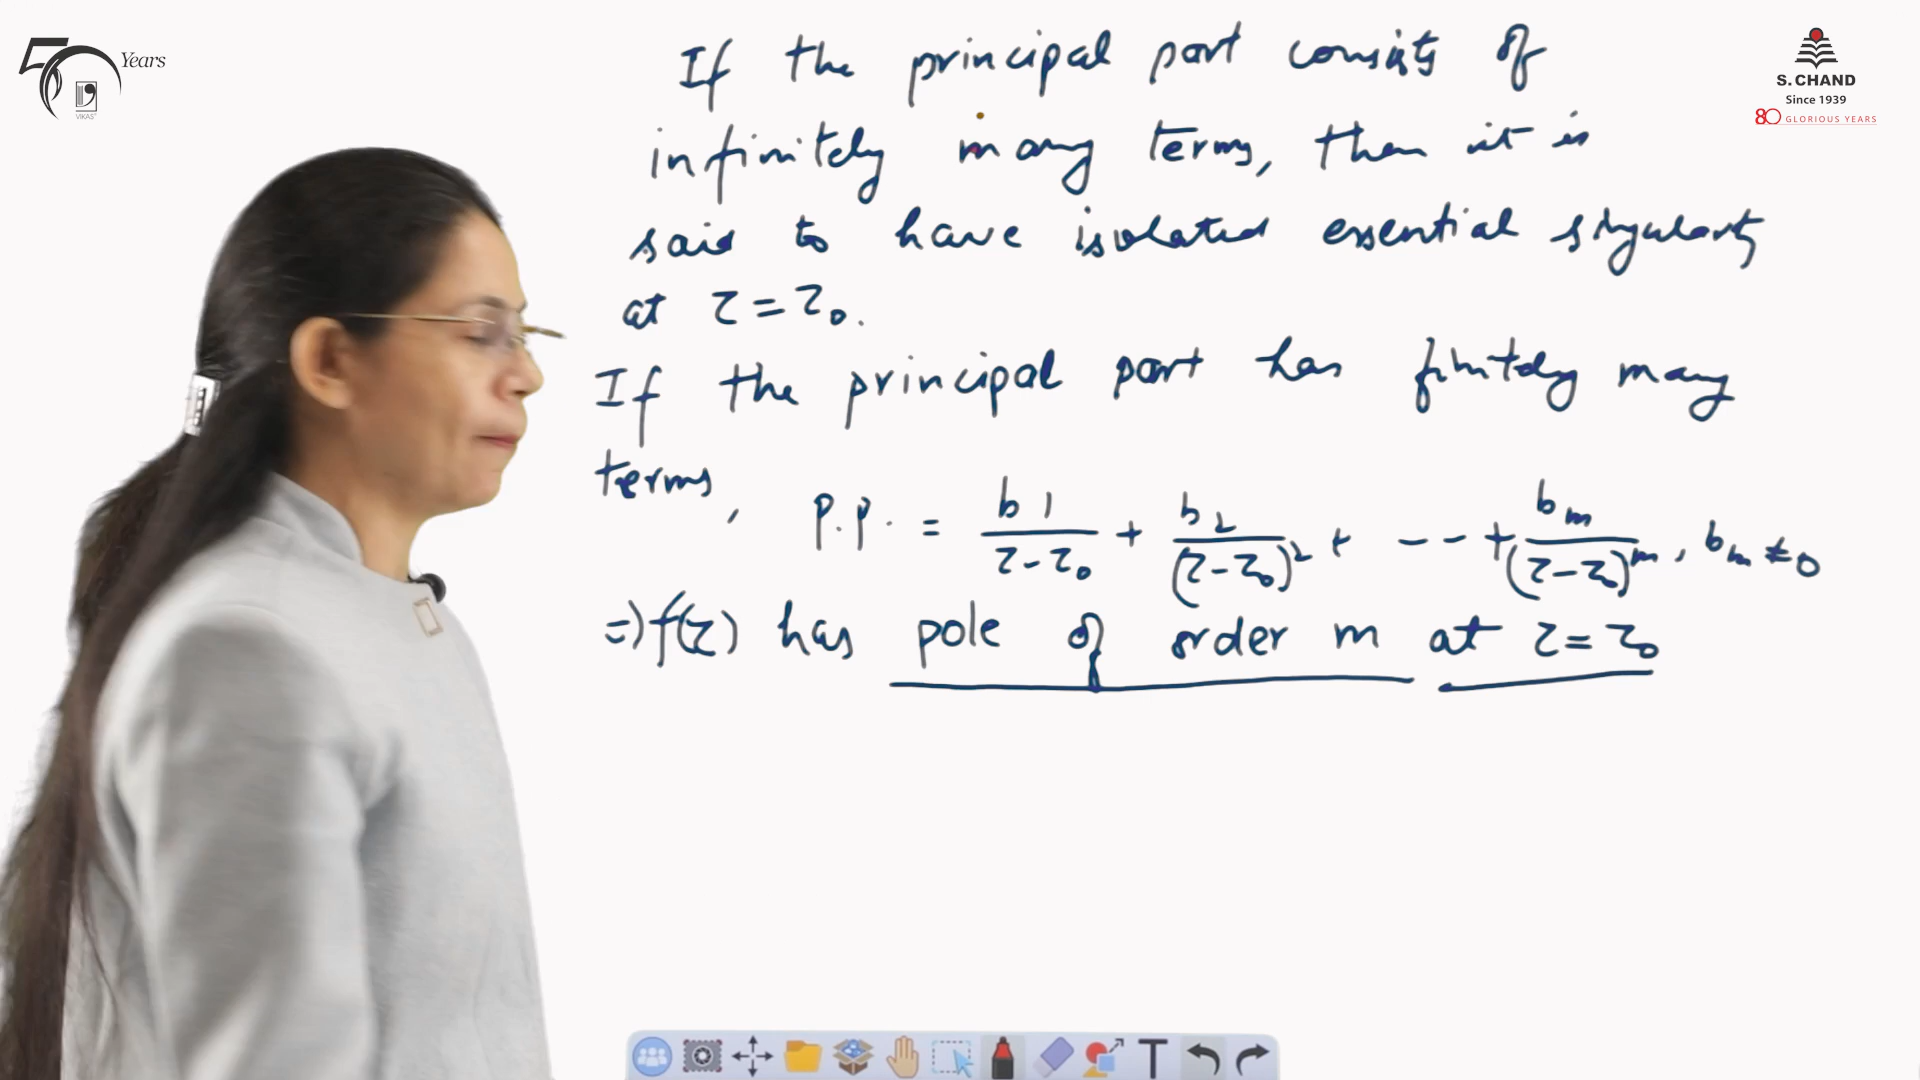 50 Years
VIKAS
S. CHAND
Since 1939
80 GLORIOUS YEARS
If the principal part consists of
infinitely many terms, then it is
said to have isolated essential singularity
at z = z₀.
If the principal part has finitely many
terms, P.P. = b₁/(z-z₀) + b₂/(z-z₀)² + --- + bₘ/(z-z₀)ᵐ, bₘ ≠ 0
=) f(z) has pole of order m at z = z₀
T